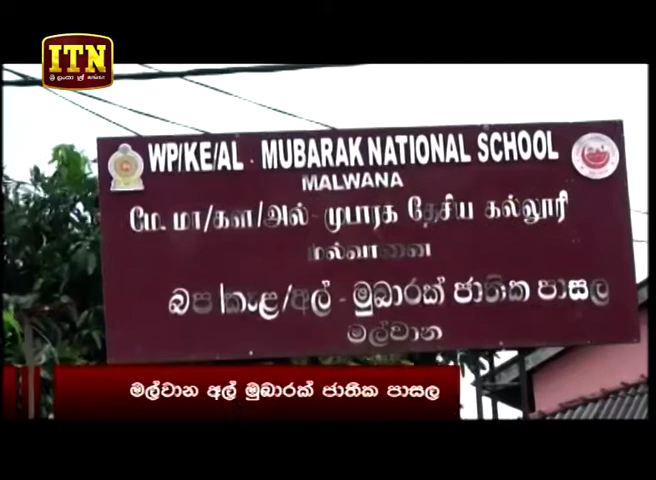 ITN
WP/KE/AL MUBARAK NATIONAL SCHOOL
MALWANA
மே. மா/கள/அல் முபாரக் தேசிய கல்லூரி
மல்வானை
බප/කැළ/අල් - මුබාරක් ජාතික පාසල
මල්වාන
මල්වාන අල් මුබාරක් ජාතික පාසල